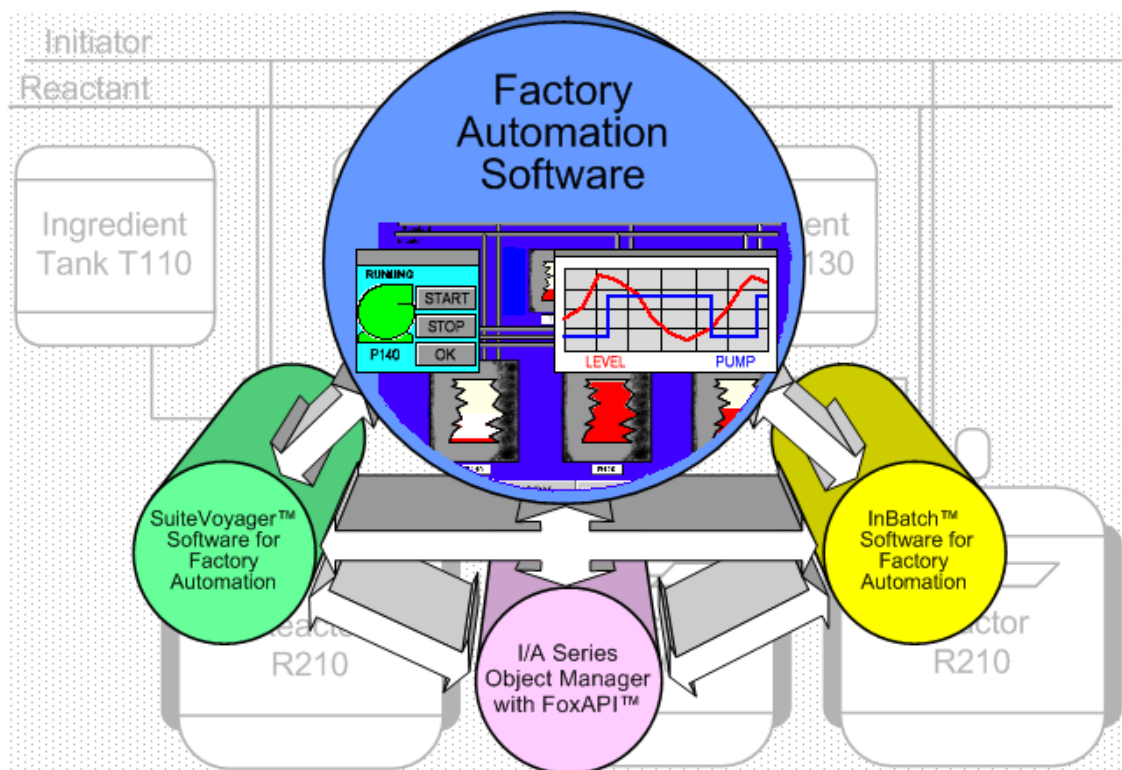 Initiator
Reactant
Factory
Automation
Software
Ingredient
Tank T110
ent
130
RUNNING
START
STOP
OK
P140
LEVEL
PUMP
SuiteVoyager™
Software for
Factory
Automation
InBatch™
Software for
Factory
Automation
Reactor
R210
I/A Series
Object Manager
with FoxAPI™
actor
R210